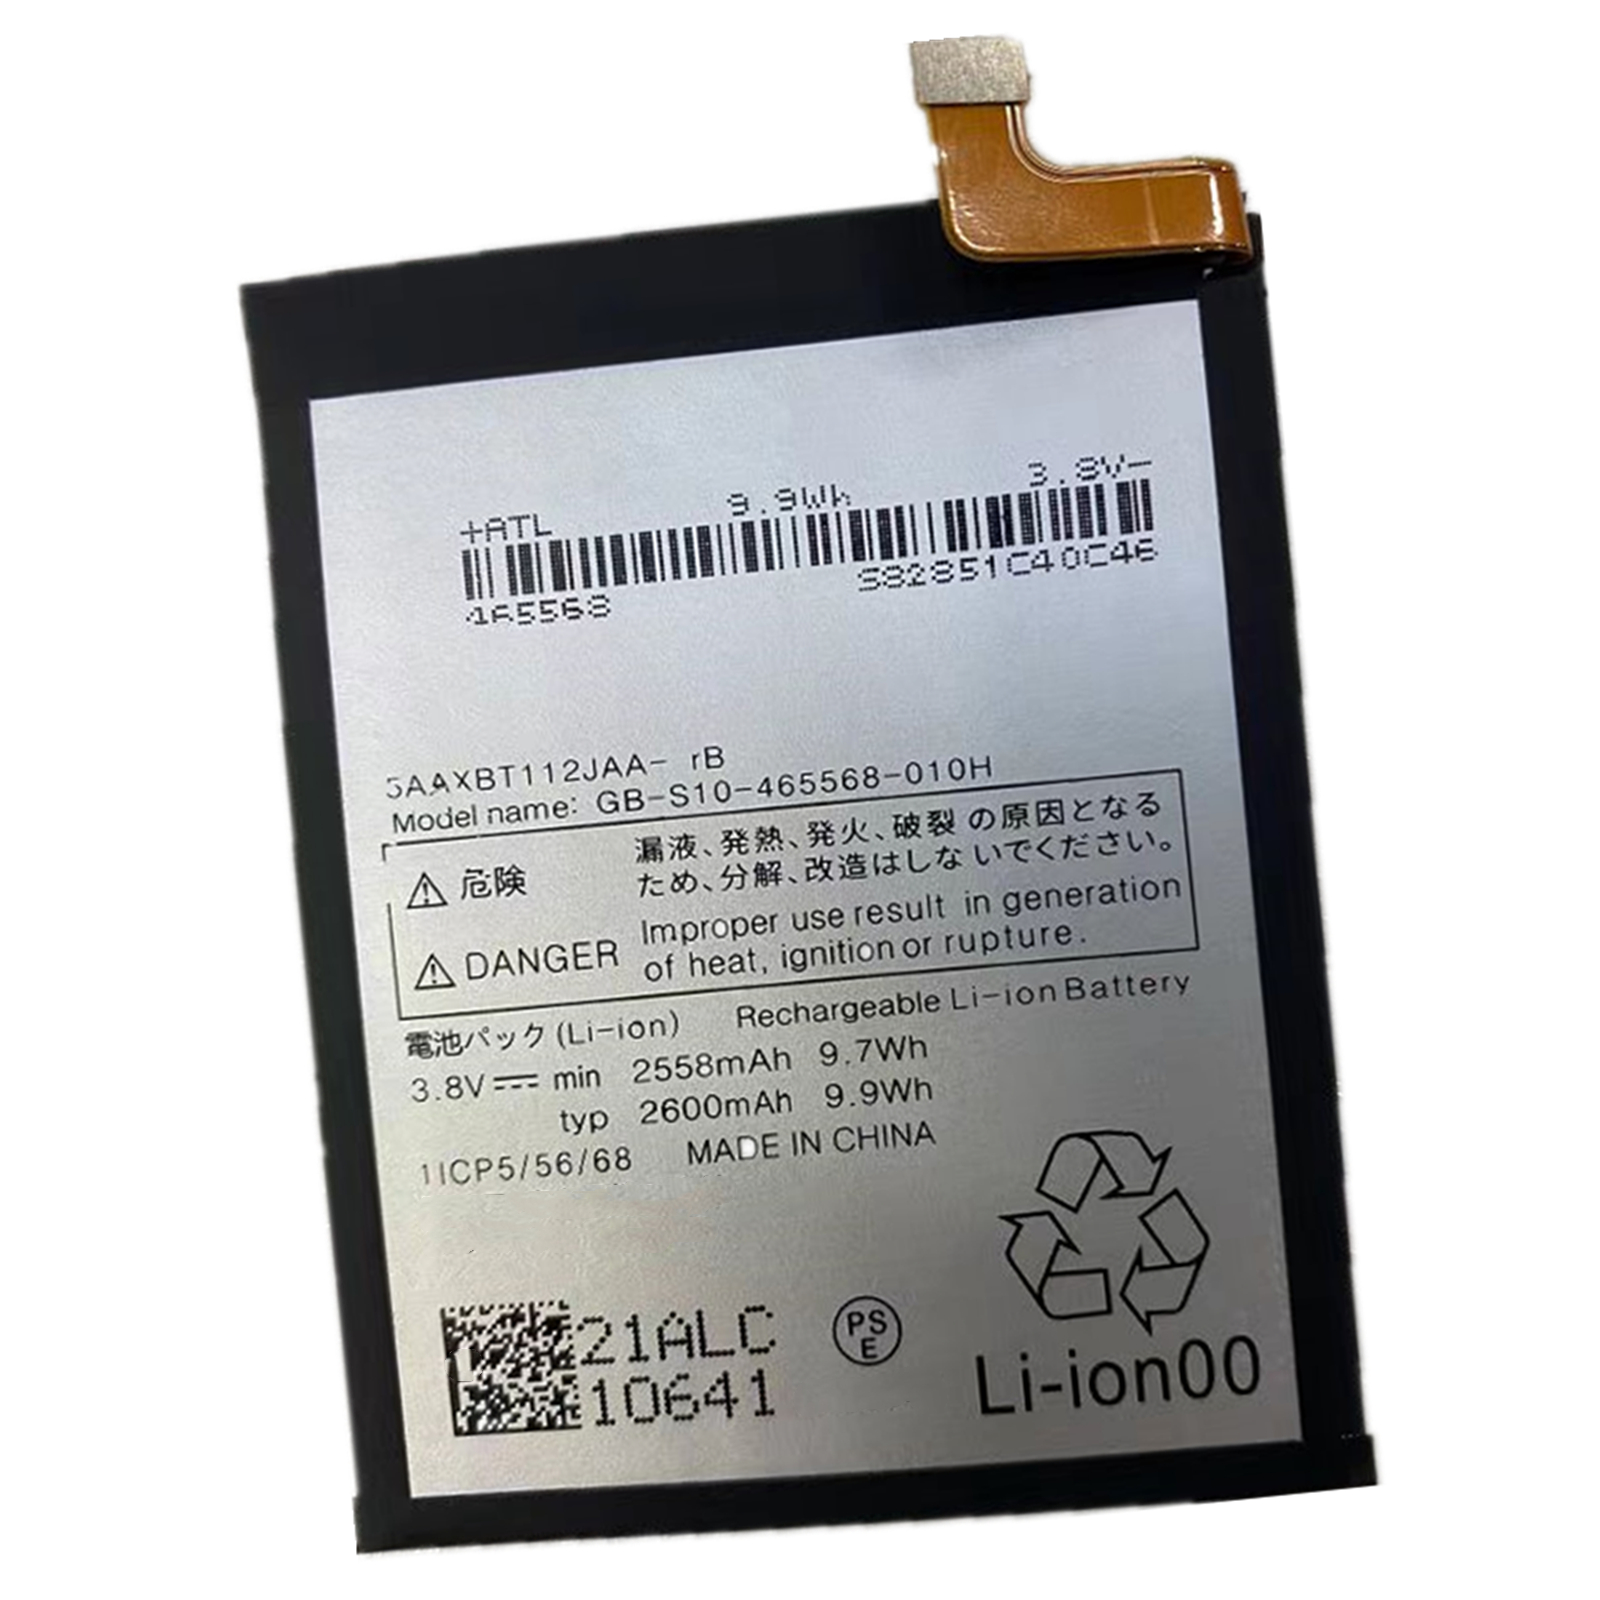 +ATL 9.9Wh 3.8V-
465568 S82851C40C46
5AAXBT112JAA- rB
Model name: GB-S10-465568-010H
⚠危険 漏液、発熱、発火、破裂の原因となる
ため、分解、改造はしないでください。
⚠DANGER Improper use result in generation
of heat, ignition or rupture.
電池パック(Li-ion) Rechargeable Li-ion Battery
3.8V⎓ min 2558mAh 9.7Wh
typ 2600mAh 9.9Wh
1ICP5/56/68 MADE IN CHINA
21ALC
10641
PS
E
Li-ion00